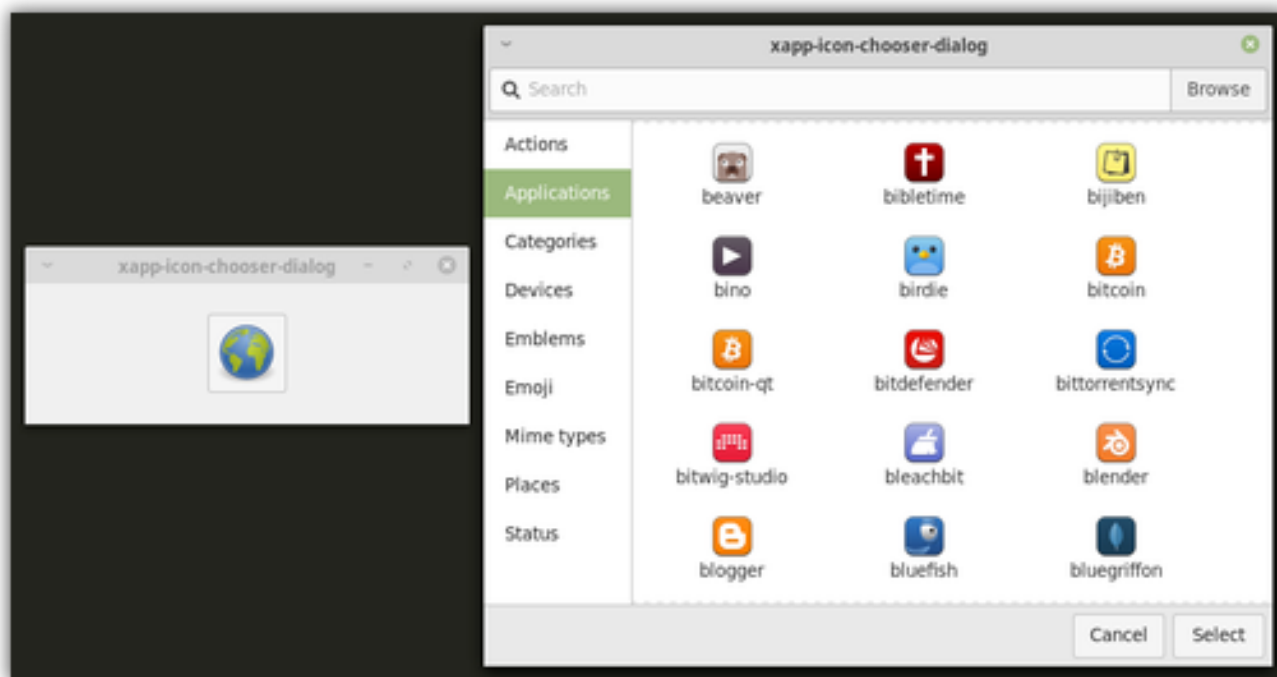 xapp-icon-chooser-dialog
xapp-icon-chooser-dialog
Search
Browse
Actions
Applications
Categories
Devices
Emblems
Emoji
Mime types
Places
Status
beaver
bibletime
bijiben
bino
birdie
bitcoin
bitcoin-qt
bitdefender
bittorrentsync
bitwig-studio
bleachbit
blender
blogger
bluefish
bluegriffon
Cancel
Select